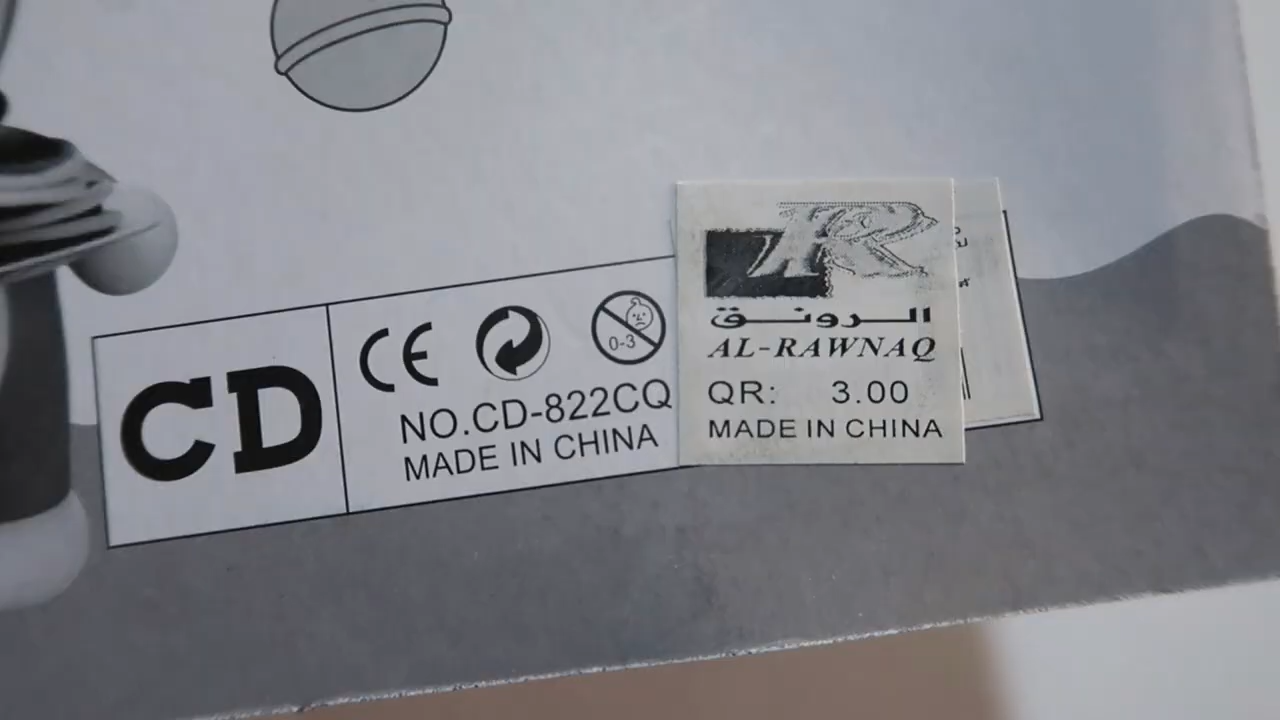 CD
CE
0-3
NO.CD-822CQ
MADE IN CHINA
R
الرونق
AL-RAWNAQ
QR: 3.00
MADE IN CHINA